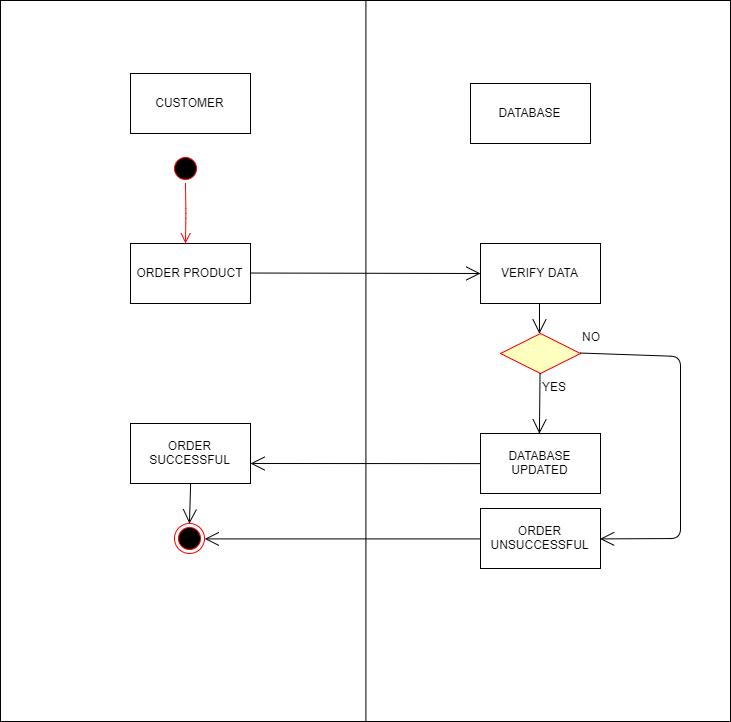 CUSTOMER
DATABASE
ORDER PRODUCT
VERIFY DATA
NO
YES
ORDER
SUCCESSFUL
DATABASE
UPDATED
ORDER
UNSUCCESSFUL